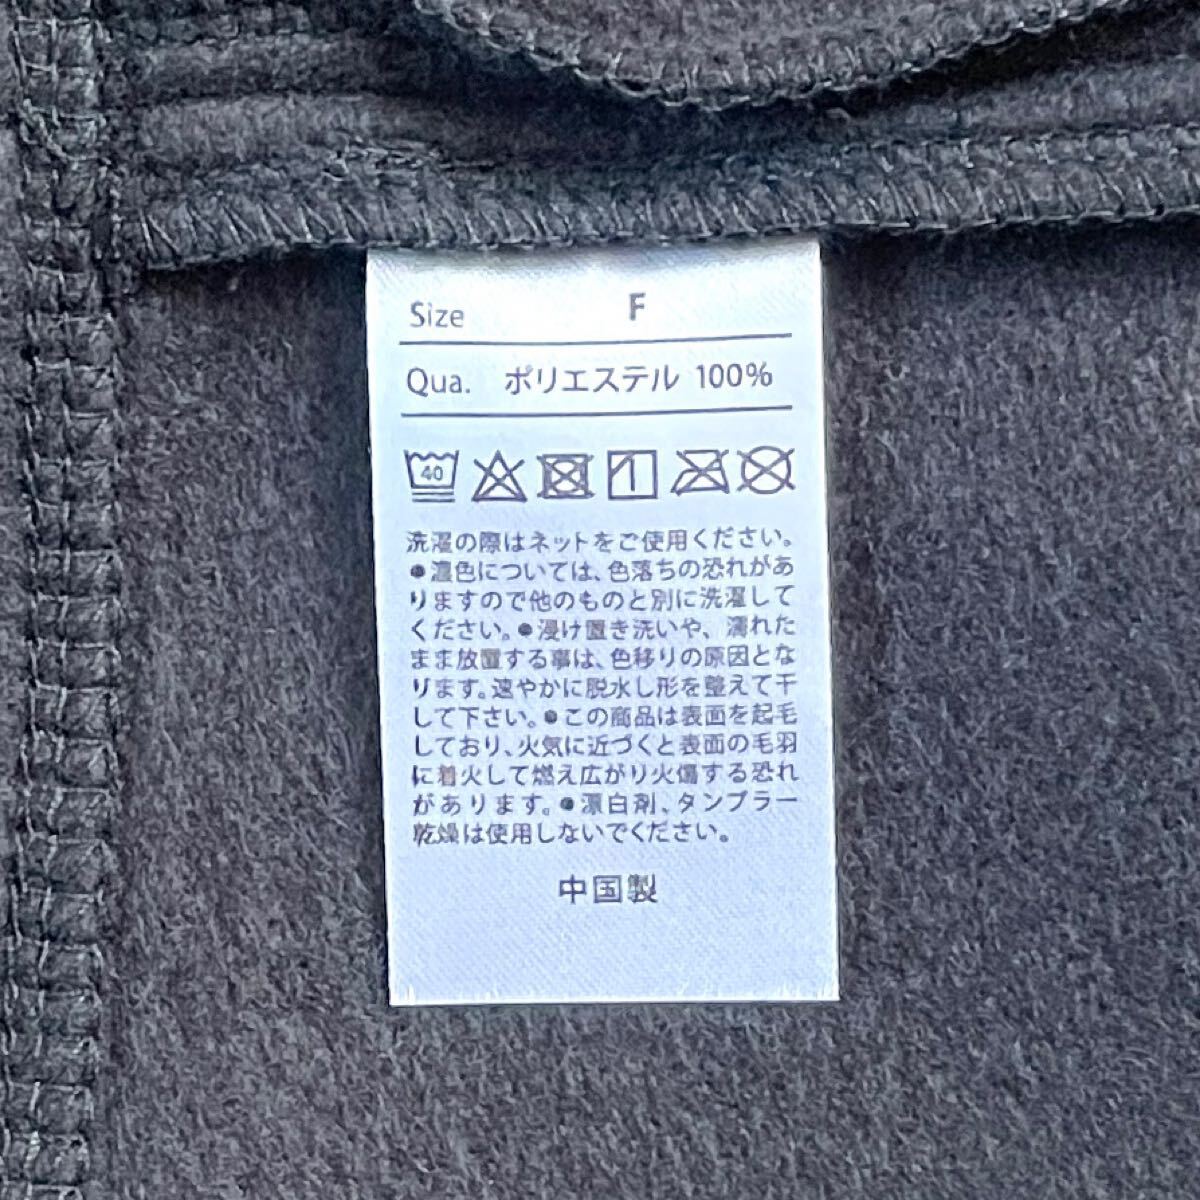 Size F
Qua. ポリエステル 100%
40
洗濯の際はネットをご使用ください。
●濃色については、色落ちの恐れがあ
りますので他のものと別に洗濯して
ください。●浸け置き洗いや、濡れた
まま放置する事は、色移りの原因とな
ります。速やかに脱水し形を整えて干
して下さい。●この商品は表面を起毛
しており、火気に近づくと表面の毛羽
に着火して燃え広がり火傷する恐れ
があります。●漂白剤、タンブラー
乾燥は使用しないでください。
中国製